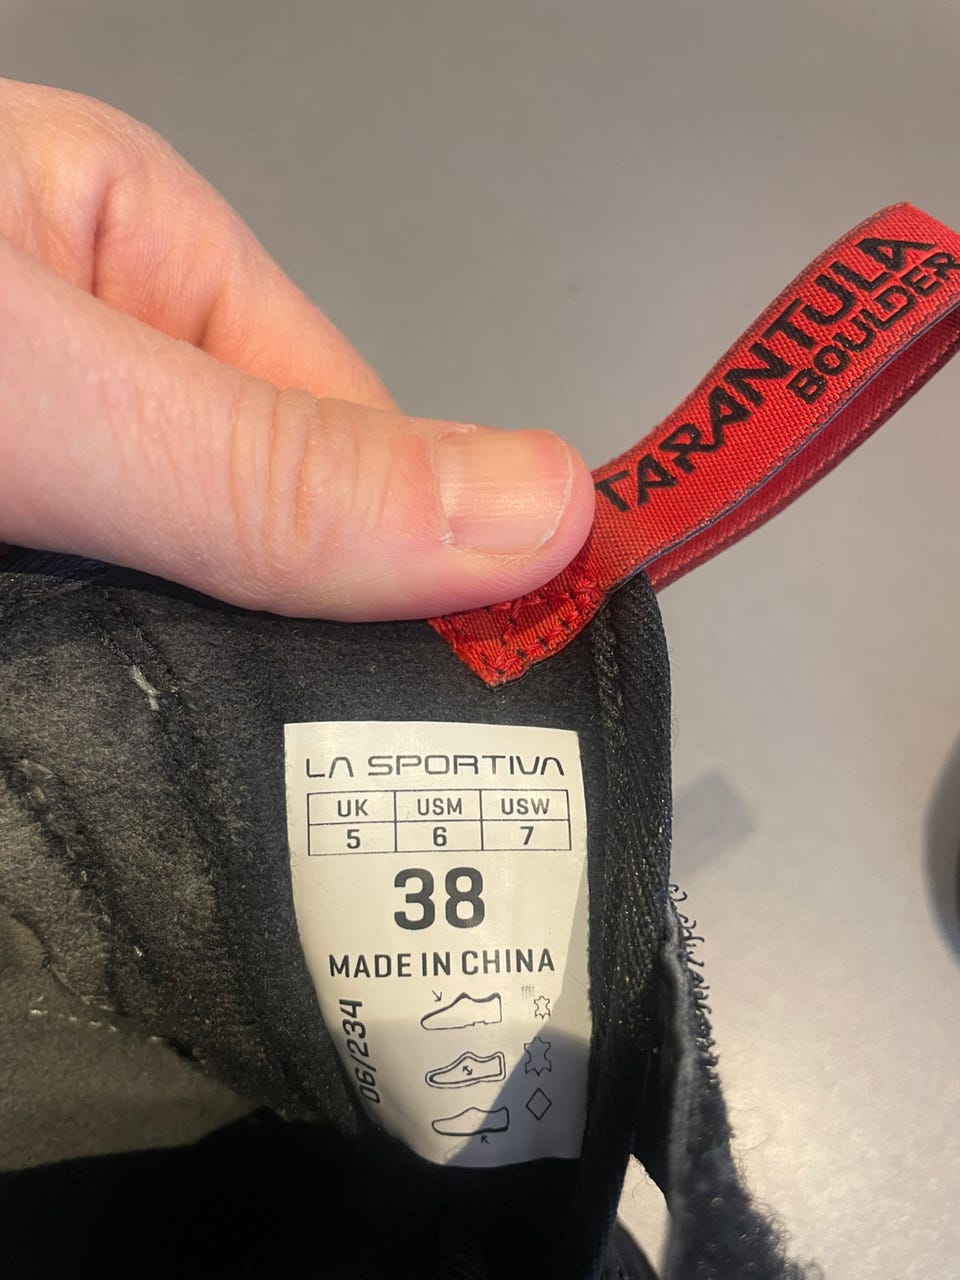 TARANTULA
BOULDER
LA SPORTIVA
UK USM USW
5 6 7
38
MADE IN CHINA
06/234